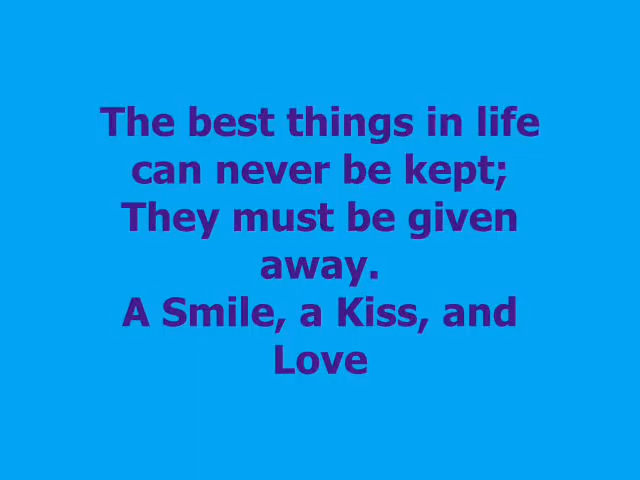 The best things in life
can never be kept;
They must be given
away.
A Smile, a Kiss, and
Love